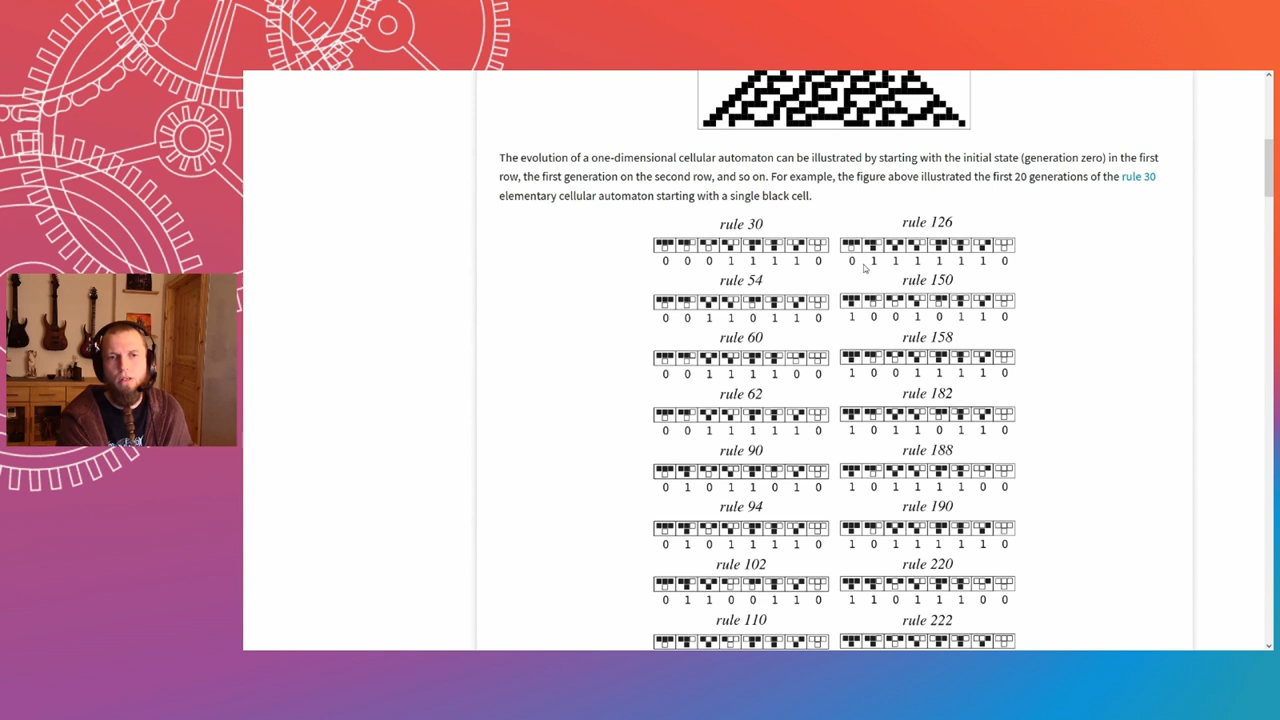 The evolution of a one-dimensional cellular automaton can be illustrated by starting with the initial state (generation zero) in the first
row, the first generation on the second row, and so on. For example, the figure above illustrated the first 20 generations of the rule 30
elementary cellular automaton starting with a single black cell.
rule 30
0 0 0 1 1 1 1 0
rule 126
0 1 1 1 1 1 1 0
rule 54
0 0 1 1 0 1 1 0
rule 150
1 0 0 1 0 1 1 0
rule 60
0 0 1 1 1 1 0 0
rule 158
1 0 0 1 1 1 1 0
rule 62
0 0 1 1 1 1 1 0
rule 182
1 0 1 1 0 1 1 0
rule 90
0 1 0 1 1 0 1 0
rule 188
1 0 1 1 1 1 0 0
rule 94
0 1 0 1 1 1 1 0
rule 190
1 0 1 1 1 1 1 0
rule 102
0 1 1 0 0 1 1 0
rule 220
1 1 0 1 1 1 0 0
rule 110
rule 222